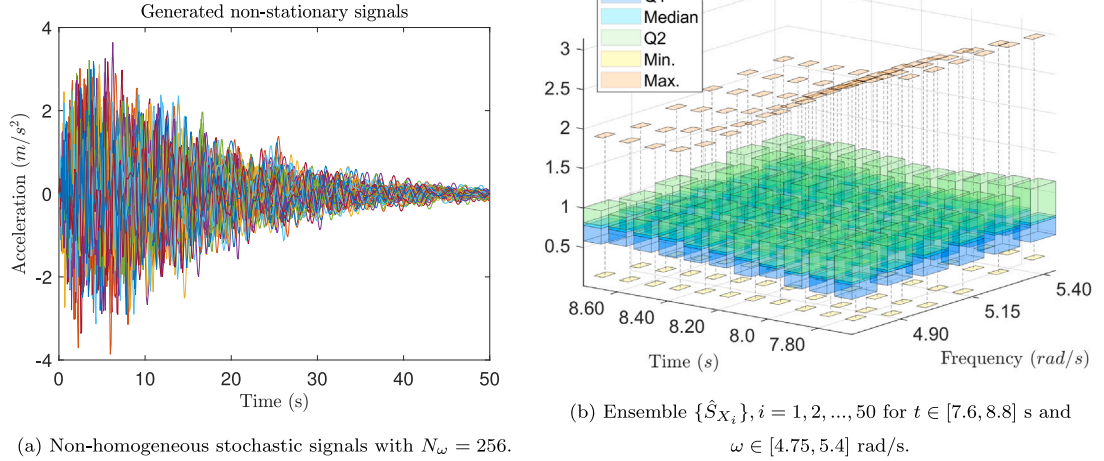 Generated non-stationary signals
4
2
0
-2
-4
Acceleration (m/s²)
0 10 20 30 40 50
Time (s)
(a) Non-homogeneous stochastic signals with N_ω = 256.
Median
Q2
Min.
Max.
3
2.5
2
1.5
1
0.5
8.60 8.40 8.20 8.0 7.80
Time (s)
4.90 5.15 5.40
Frequency (rad/s)
(b) Ensemble {Ŝ_{X_i}}, i = 1, 2, ..., 50 for t ∈ [7.6, 8.8] s and
ω ∈ [4.75, 5.4] rad/s.